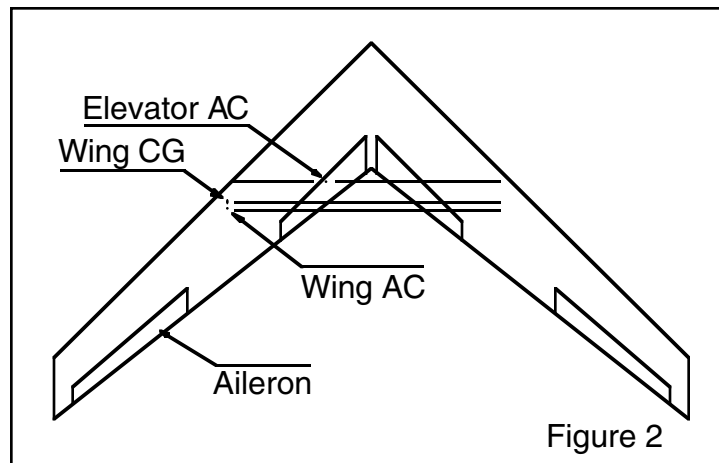 Elevator AC
Wing CG
Wing AC
Aileron
Figure 2